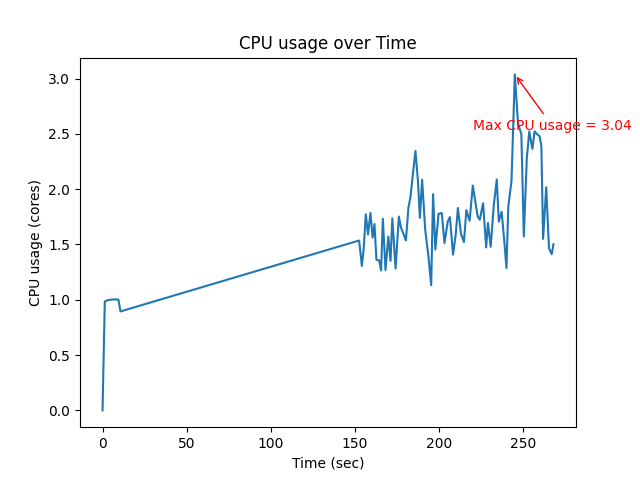 CPU usage over Time
3.0
Max CPU usage = 3.04
2.5
2.0
1.5
1.0
0.5
0.0
CPU usage (cores)
0 50 100 150 200 250
Time (sec)